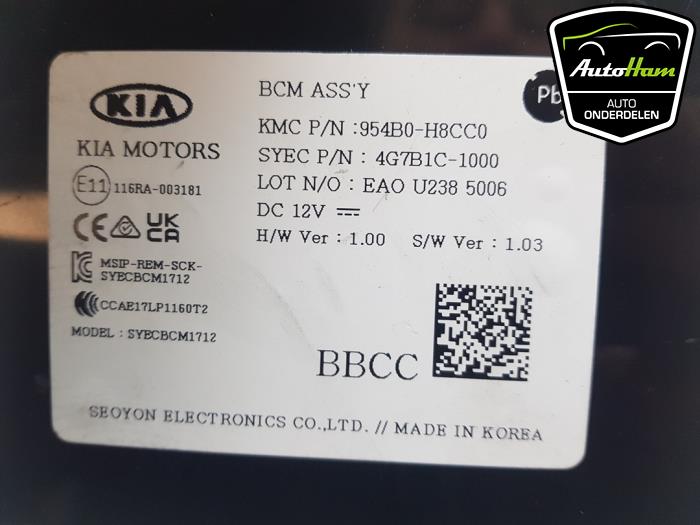 KIA
KIA MOTORS
BCM ASS'Y
KMC P/N :954B0-H8CC0
SYEC P/N : 4G7B1C-1000
LOT N/O : EAO U238 5006
DC 12V
H/W Ver : 1.00 S/W Ver : 1.03
E11 116RA-003181
CE UK CA
MSIP-REM-SCK-
SYECBCM1712
CCAE17LP1160T2
MODEL : SYECBCM1712
BBCC
SEOYON ELECTRONICS CO.,LTD. // MADE IN KOREA
Pb
AutoHam
AUTO
ONDERDELEN